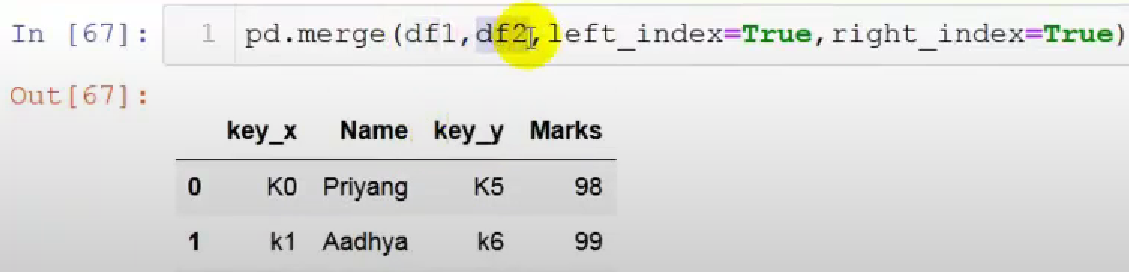 In [67]: 1 pd.merge(df1,df2,left_index=True,right_index=True)
Out[67]:
key_x Name key_y Marks
0 K0 Priyang K5 98
1 k1 Aadhya k6 99